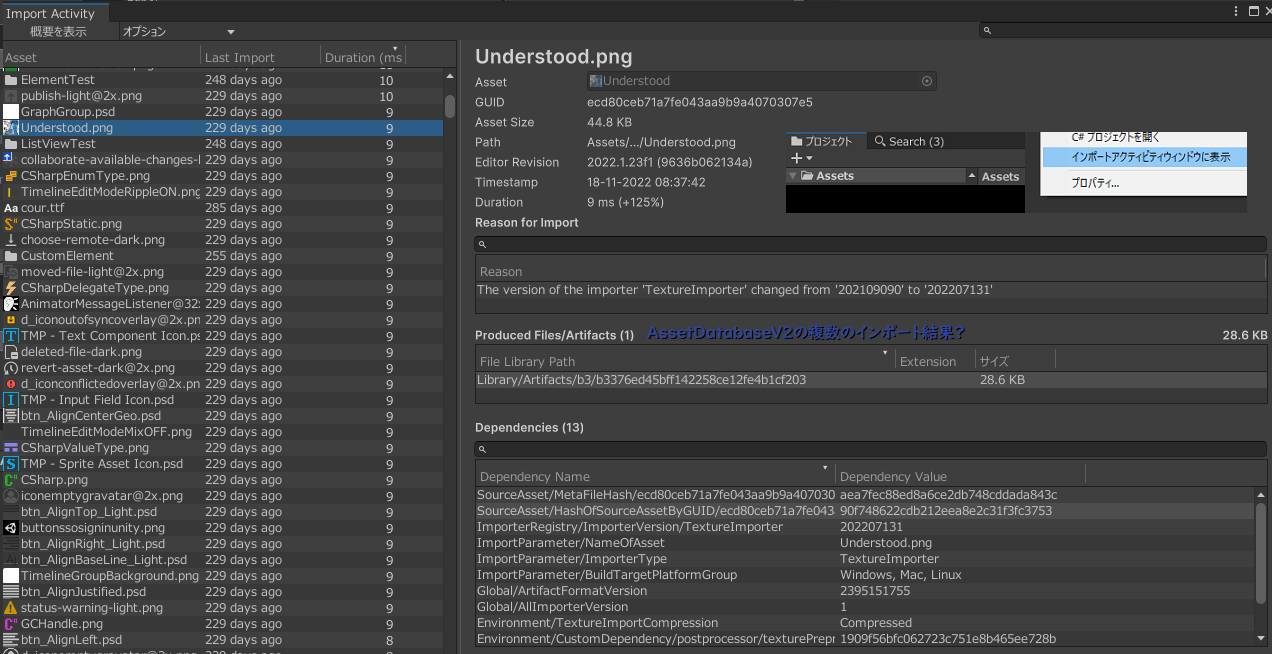 Import Activity
概要を表示 オプション
Asset Last Import Duration (ms
ElementTest 248 days ago 10
publish-light@2x.png 229 days ago 10
GraphGroup.psd 229 days ago 9
Understood.png 229 days ago 9
ListViewTest 248 days ago 9
collaborate-available-changes-l 229 days ago 9
CSharpEnumType.png 229 days ago 9
TimelineEditModeRippleON.png 229 days ago 9
Aa cour.ttf 285 days ago 9
CSharpStatic.png 229 days ago 9
choose-remote-dark.png 229 days ago 9
CustomElement 255 days ago 9
moved-file-light@2x.png 229 days ago 9
CSharpDelegateType.png 229 days ago 9
AnimatorMessageListener@32x 229 days ago 9
d_iconoutofsyncoverlay@2x.pn 229 days ago 9
TMP - Text Component Icon.ps 229 days ago 9
deleted-file-dark.png 229 days ago 9
revert-asset-dark@2x.png 229 days ago 9
d_iconconflictedoverlay@2x.pn 229 days ago 9
TMP - Input Field Icon.psd 229 days ago 9
btn_AlignCenterGeo.psd 229 days ago 9
TimelineEditModeMixOFF.png 229 days ago 9
CSharpValueType.png 229 days ago 9
TMP - Sprite Asset Icon.psd 229 days ago 9
CSharp.png 229 days ago 9
iconemptygravatar@2x.png 229 days ago 9
btn_AlignTop_Light.psd 229 days ago 9
buttonssosigninunity.png 229 days ago 9
btn_AlignRight_Light.psd 229 days ago 9
btn_AlignBaseLine_Light.psd 229 days ago 9
TimelineGroupBackground.png 229 days ago 9
btn_AlignJustified.psd 229 days ago 9
status-warning-light.png 229 days ago 9
GCHandle.png 229 days ago 9
btn_AlignLeft.psd 229 days ago 8
Understood.png
Asset Understood
GUID ecd80ceb71a7fe043aa9b9a4070307e5
Asset Size 44.8 KB
Path Assets/.../Understood.png
Editor Revision 2022.1.23f1 (9636b062134a)
Timestamp 18-11-2022 08:37:42
Duration 9 ms (+125%)
プロジェクト Search (3)
Assets Assets
C# プロジェクトを開く
インポートアクティビティウィンドウに表示
プロパティ...
Reason for Import
Reason
The version of the importer 'TextureImporter' changed from '202109090' to '202207131'
Produced Files/Artifacts (1) AssetDatabaseV2の複数のインポート結果? 28.6 KB
File Library Path Extension サイズ
Library/Artifacts/b3/b3376ed45bff142258ce12fe4b1cf203 28.6 KB
Dependencies (13)
Dependency Name Dependency Value
SourceAsset/MetaFileHash/ecd80ceb71a7fe043aa9b9a407030 aea7fec88ed8a6ce2db748cddada843c
SourceAsset/HashOfSourceAssetByGUID/ecd80ceb71a7fe043a 90f748622cdb212eea8e2c31f3fc3753
ImporterRegistry/ImporterVersion/TextureImporter 202207131
ImportParameter/NameOfAsset Understood.png
ImportParameter/ImporterType TextureImporter
ImportParameter/BuildTargetPlatformGroup Windows, Mac, Linux
Global/ArtifactFormatVersion 2395151755
Global/AllImporterVersion 1
Environment/TextureImportCompression Compressed
Environment/CustomDependency/postprocessor/texturePrepr 1909f56bfc062723c751e8b465ee728b